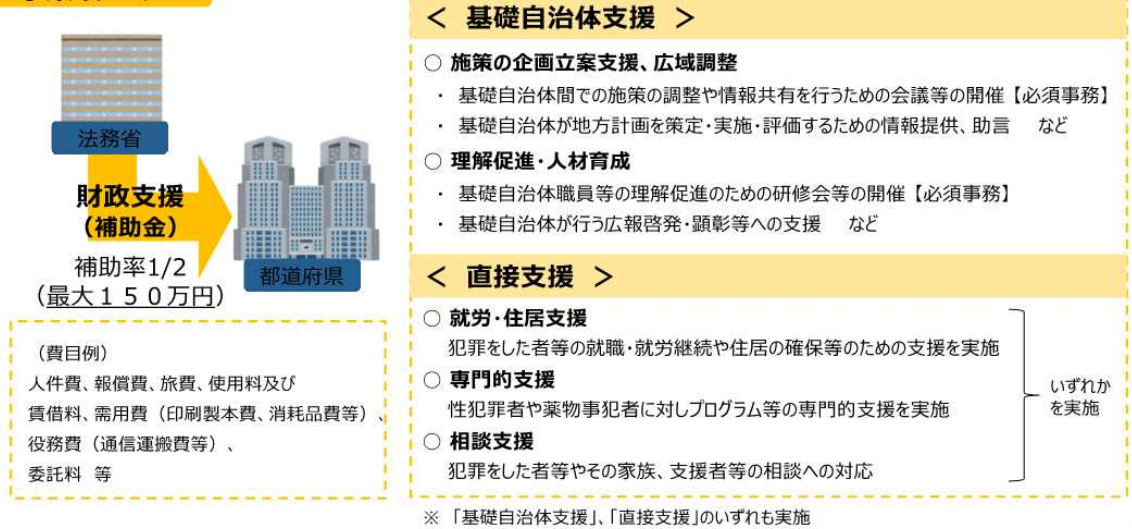 法務省
財政支援
（補助金）
補助率1/2
（最大１５０万円）
都道府県
（費目例）
人件費、報償費、旅費、使用料及び
賃借料、需用費（印刷製本費、消耗品費等）、
役務費（通信運搬費等）、
委託料 等
＜ 基礎自治体支援 ＞
○ 施策の企画立案支援、広域調整
・ 基礎自治体間での施策の調整や情報共有を行うための会議等の開催【必須事務】
・ 基礎自治体が地方計画を策定・実施・評価するための情報提供、助言 など
○ 理解促進・人材育成
・ 基礎自治体職員等の理解促進のための研修会等の開催【必須事務】
・ 基礎自治体が行う広報啓発・顕彰等への支援 など
＜ 直接支援 ＞
○ 就労・住居支援
犯罪をした者等の就職・就労継続や住居の確保等のための支援を実施
○ 専門的支援
性犯罪者や薬物事犯者に対しプログラム等の専門的支援を実施
○ 相談支援
犯罪をした者等やその家族、支援者等の相談への対応
いずれか
を実施
※ 「基礎自治体支援」、「直接支援」のいずれも実施